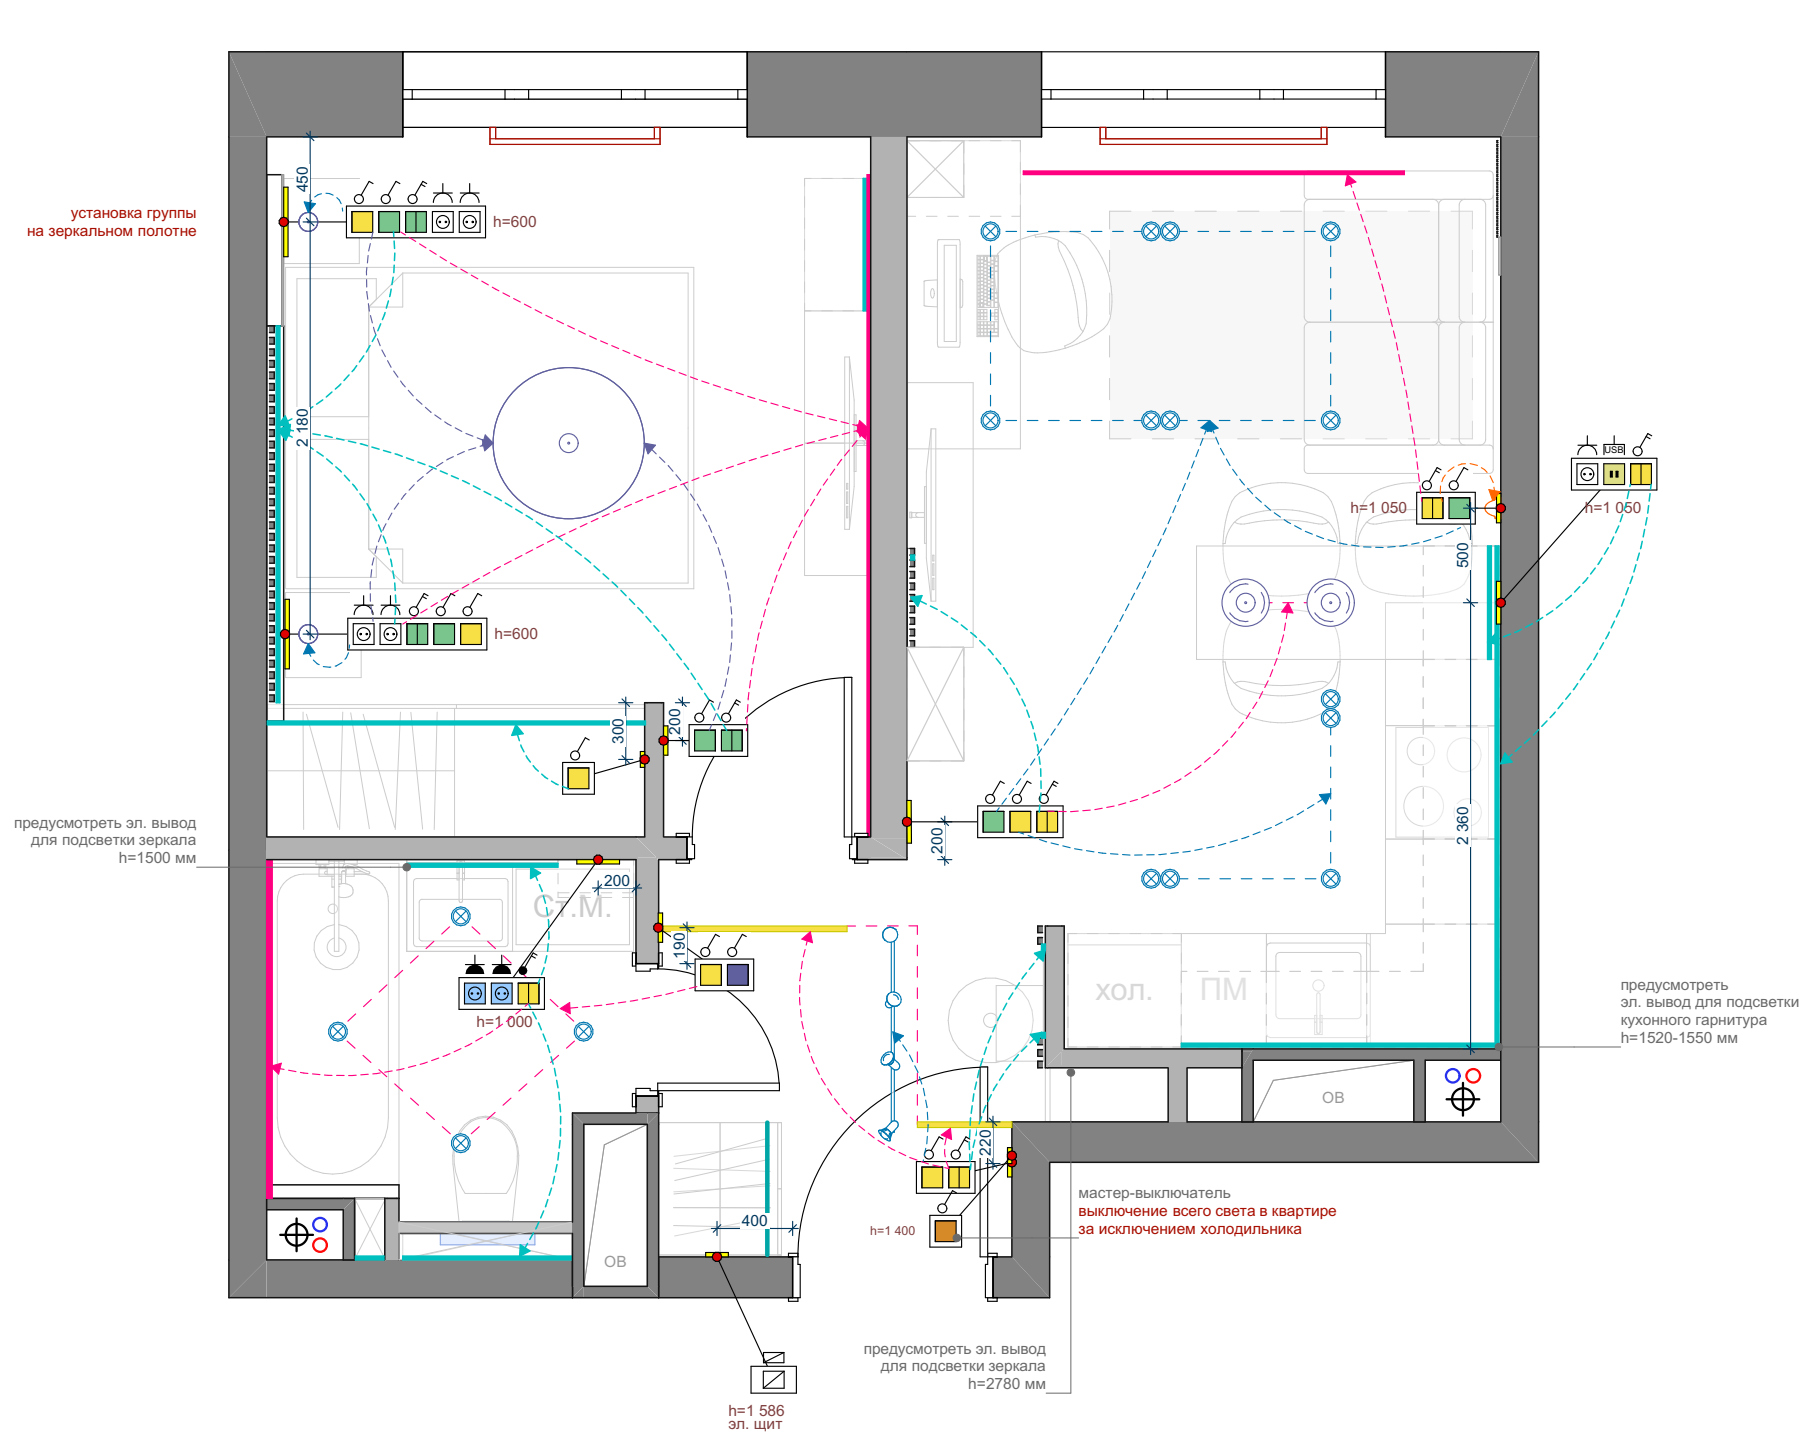 450
установка группы
на зеркальном полотне
h=600
2 180
USB
h=1 050
h=1 050
500
h=600
300
200
предусмотреть эл. вывод
для подсветки зеркала
h=1500 мм
200
2 360
200
Ст.М.
190
h=1 000
хол.
ПМ
предусмотреть
эл. вывод для подсветки
кухонного гарнитура
h=1520-1550 мм
ОВ
220
мастер-выключатель
выключение всего света в квартире
за исключением холодильника
400
h=1 400
ОВ
предусмотреть эл. вывод
для подсветки зеркала
h=2780 мм
h=1 586
эл. щит